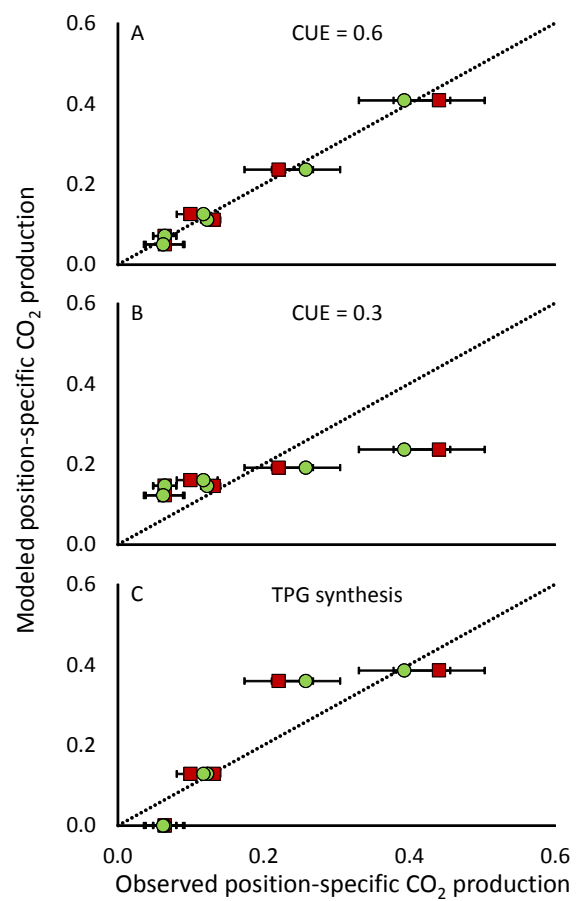 Modeled position-specific CO₂ production
A
CUE = 0.6
0.6
0.4
0.2
0.0
B
CUE = 0.3
0.6
0.4
0.2
0.0
C
TPG synthesis
0.6
0.4
0.2
0.0
0.0 0.2 0.4 0.6
Observed position-specific CO₂ production